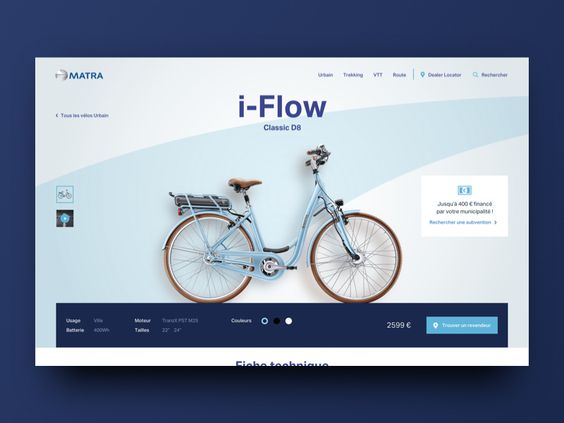 MATRA
Urbain Trekking VTT Route Dealer Locator Rechercher
i-Flow
Classic D8
Tous les vélos Urbain
Jusqu'à 400 € financé
par votre municipalité !
Rechercher une subvention
Usage Ville Moteur TranzX PST M25 Couleurs
Batterie 400Wh Tailles 22" 24"
2599 € Trouver un revendeur
Fiche technique